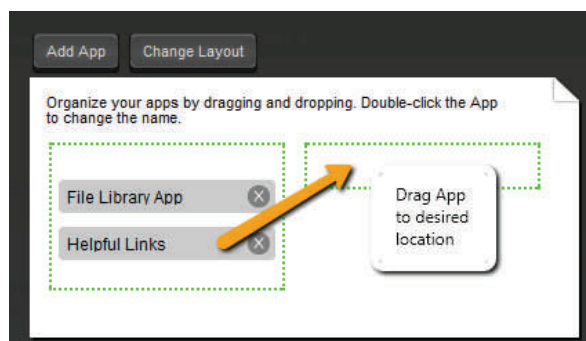 Add App
Change Layout
Organize your apps by dragging and dropping. Double-click the App
to change the name.
File Library App
Helpful Links
Drag App
to desired
location